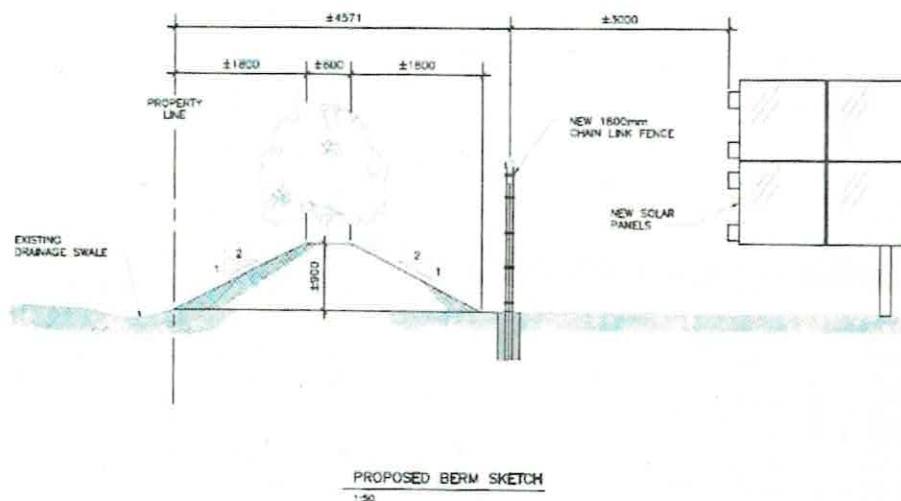 ±4571
±3000
±1800
±600
±1800
PROPERTY
LINE
NEW 1800mm
CHAIN LINK FENCE
NEW SOLAR
PANELS
EXISTING
DRAINAGE SWALE
2
1
2
1
±900
PROPOSED BERM SKETCH
1:50